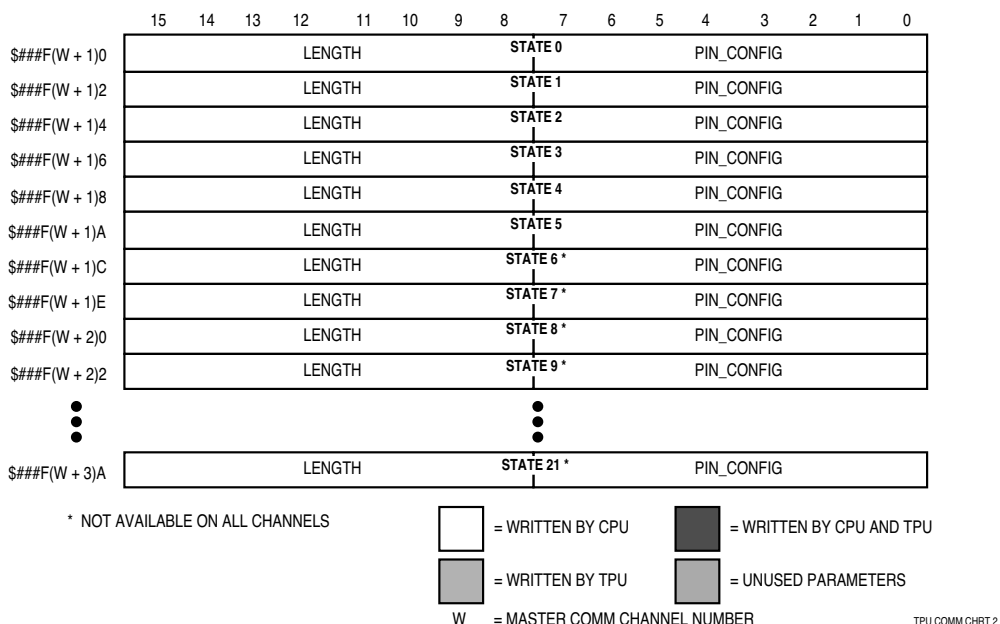 15 14 13 12 11 10 9 8 7 6 5 4 3 2 1 0
$###F(W + 1)0 LENGTH STATE 0 PIN_CONFIG
$###F(W + 1)2 LENGTH STATE 1 PIN_CONFIG
$###F(W + 1)4 LENGTH STATE 2 PIN_CONFIG
$###F(W + 1)6 LENGTH STATE 3 PIN_CONFIG
$###F(W + 1)8 LENGTH STATE 4 PIN_CONFIG
$###F(W + 1)A LENGTH STATE 5 PIN_CONFIG
$###F(W + 1)C LENGTH STATE 6 * PIN_CONFIG
$###F(W + 1)E LENGTH STATE 7 * PIN_CONFIG
$###F(W + 2)0 LENGTH STATE 8 * PIN_CONFIG
$###F(W + 2)2 LENGTH STATE 9 * PIN_CONFIG
$###F(W + 3)A LENGTH STATE 21 * PIN_CONFIG
* NOT AVAILABLE ON ALL CHANNELS
= WRITTEN BY CPU
= WRITTEN BY CPU AND TPU
= WRITTEN BY TPU
= UNUSED PARAMETERS
W = MASTER COMM CHANNEL NUMBER
TPU COMM CHRT 2